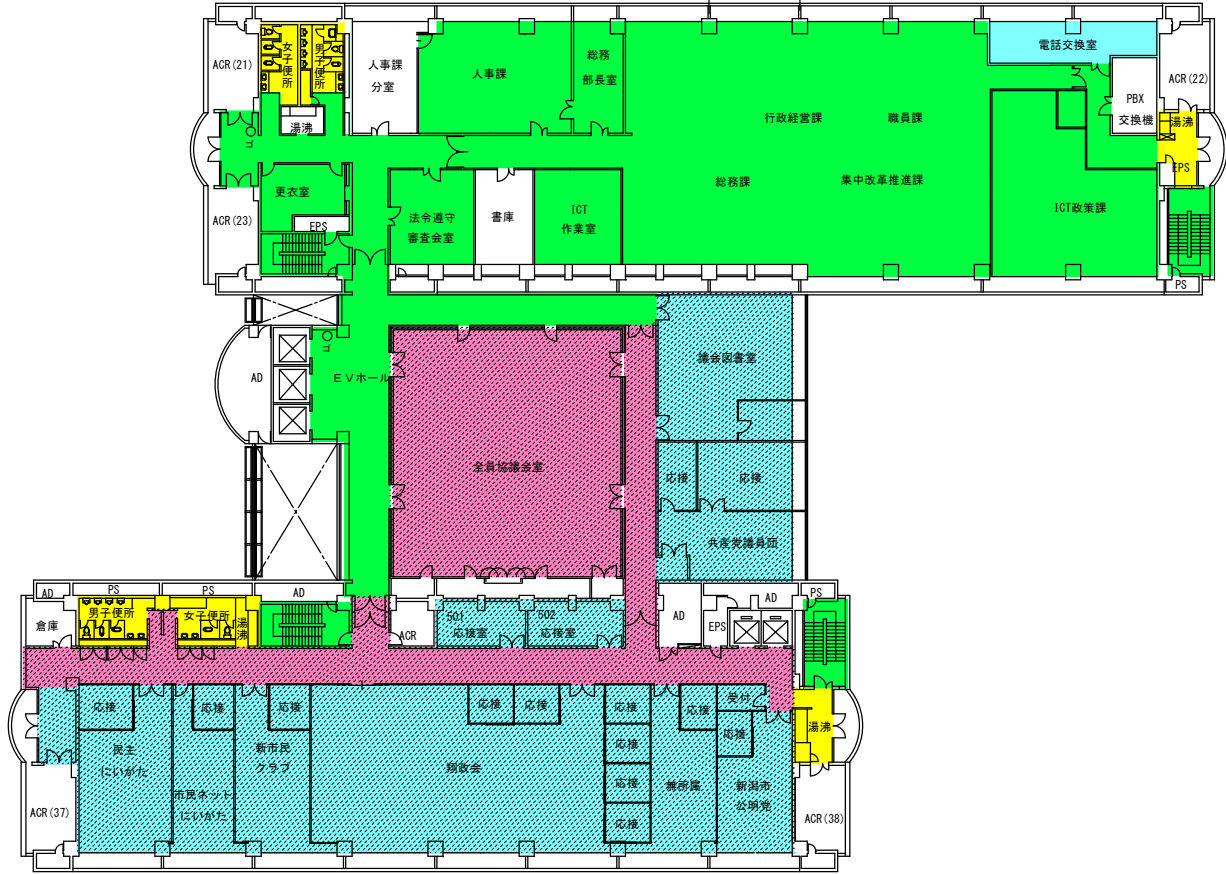 電話交換室
女子便所
男子便所
ACR(21)
人事課
分室
人事課
総務
部長室
ACR(22)
PBX
交換機
湯沸
行政経営課
職員課
湯沸
EPS
総務課
集中改革推進課
更衣室
法令遵守
審査会室
書庫
ICT
作業室
ICT政策課
ACR(23)
EPS
PS
議会図書室
AD
EVホール
全員協議会室
応接
応接
共産党議員団
AD
PS
PS
AD
AD
PS
倉庫
男子便所
女子便所
湯沸
ACR
501
応接室
502
応接室
AD
EPS
応接
応接
応接
応接
応接
応接
応接
受付
湯沸
民主
にいがた
市民ネット
にいがた
新市民
クラブ
翔政会
応接
応接
応接
無所属
応接
新潟市
公明党
ACR(37)
ACR(38)